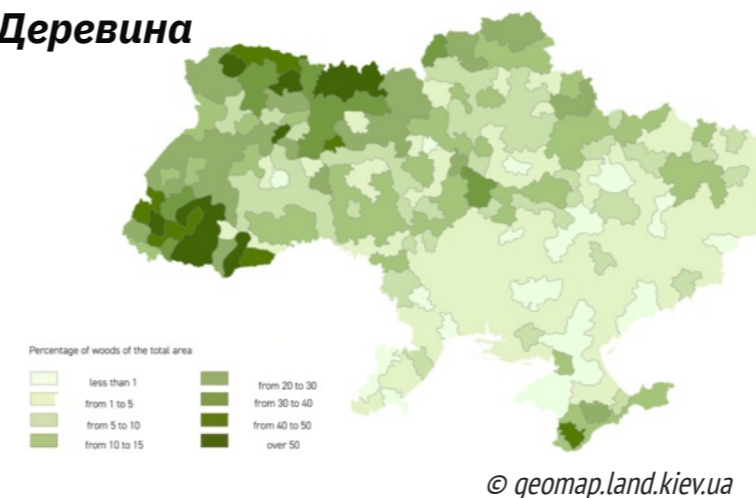 Деревина
Percentage of woods of the total area
less than 1
from 1 to 5
from 5 to 10
from 10 to 15
from 20 to 30
from 30 to 40
from 40 to 50
over 50
© geomap.land.kiev.ua